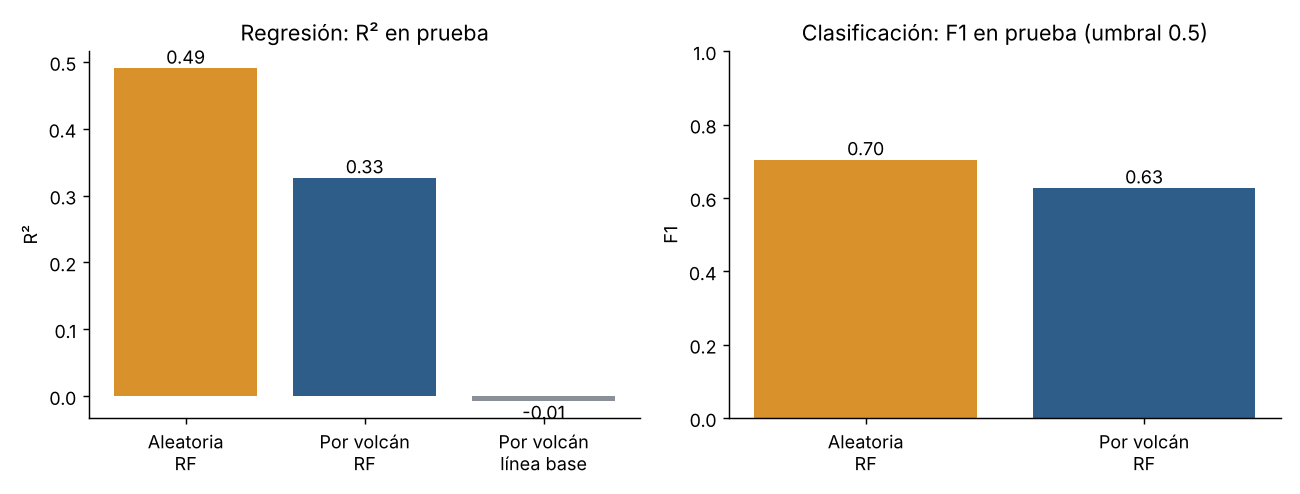 Regresión: R² en prueba
0.49
0.5
0.4
0.33
0.3
0.2
0.1
0.0
-0.01
R²
Aleatoria
RF
Por volcán
RF
Por volcán
línea base
Clasificación: F1 en prueba (umbral 0.5)
1.0
0.8
0.70
0.63
0.6
0.4
0.2
0.0
F1
Aleatoria
RF
Por volcán
RF